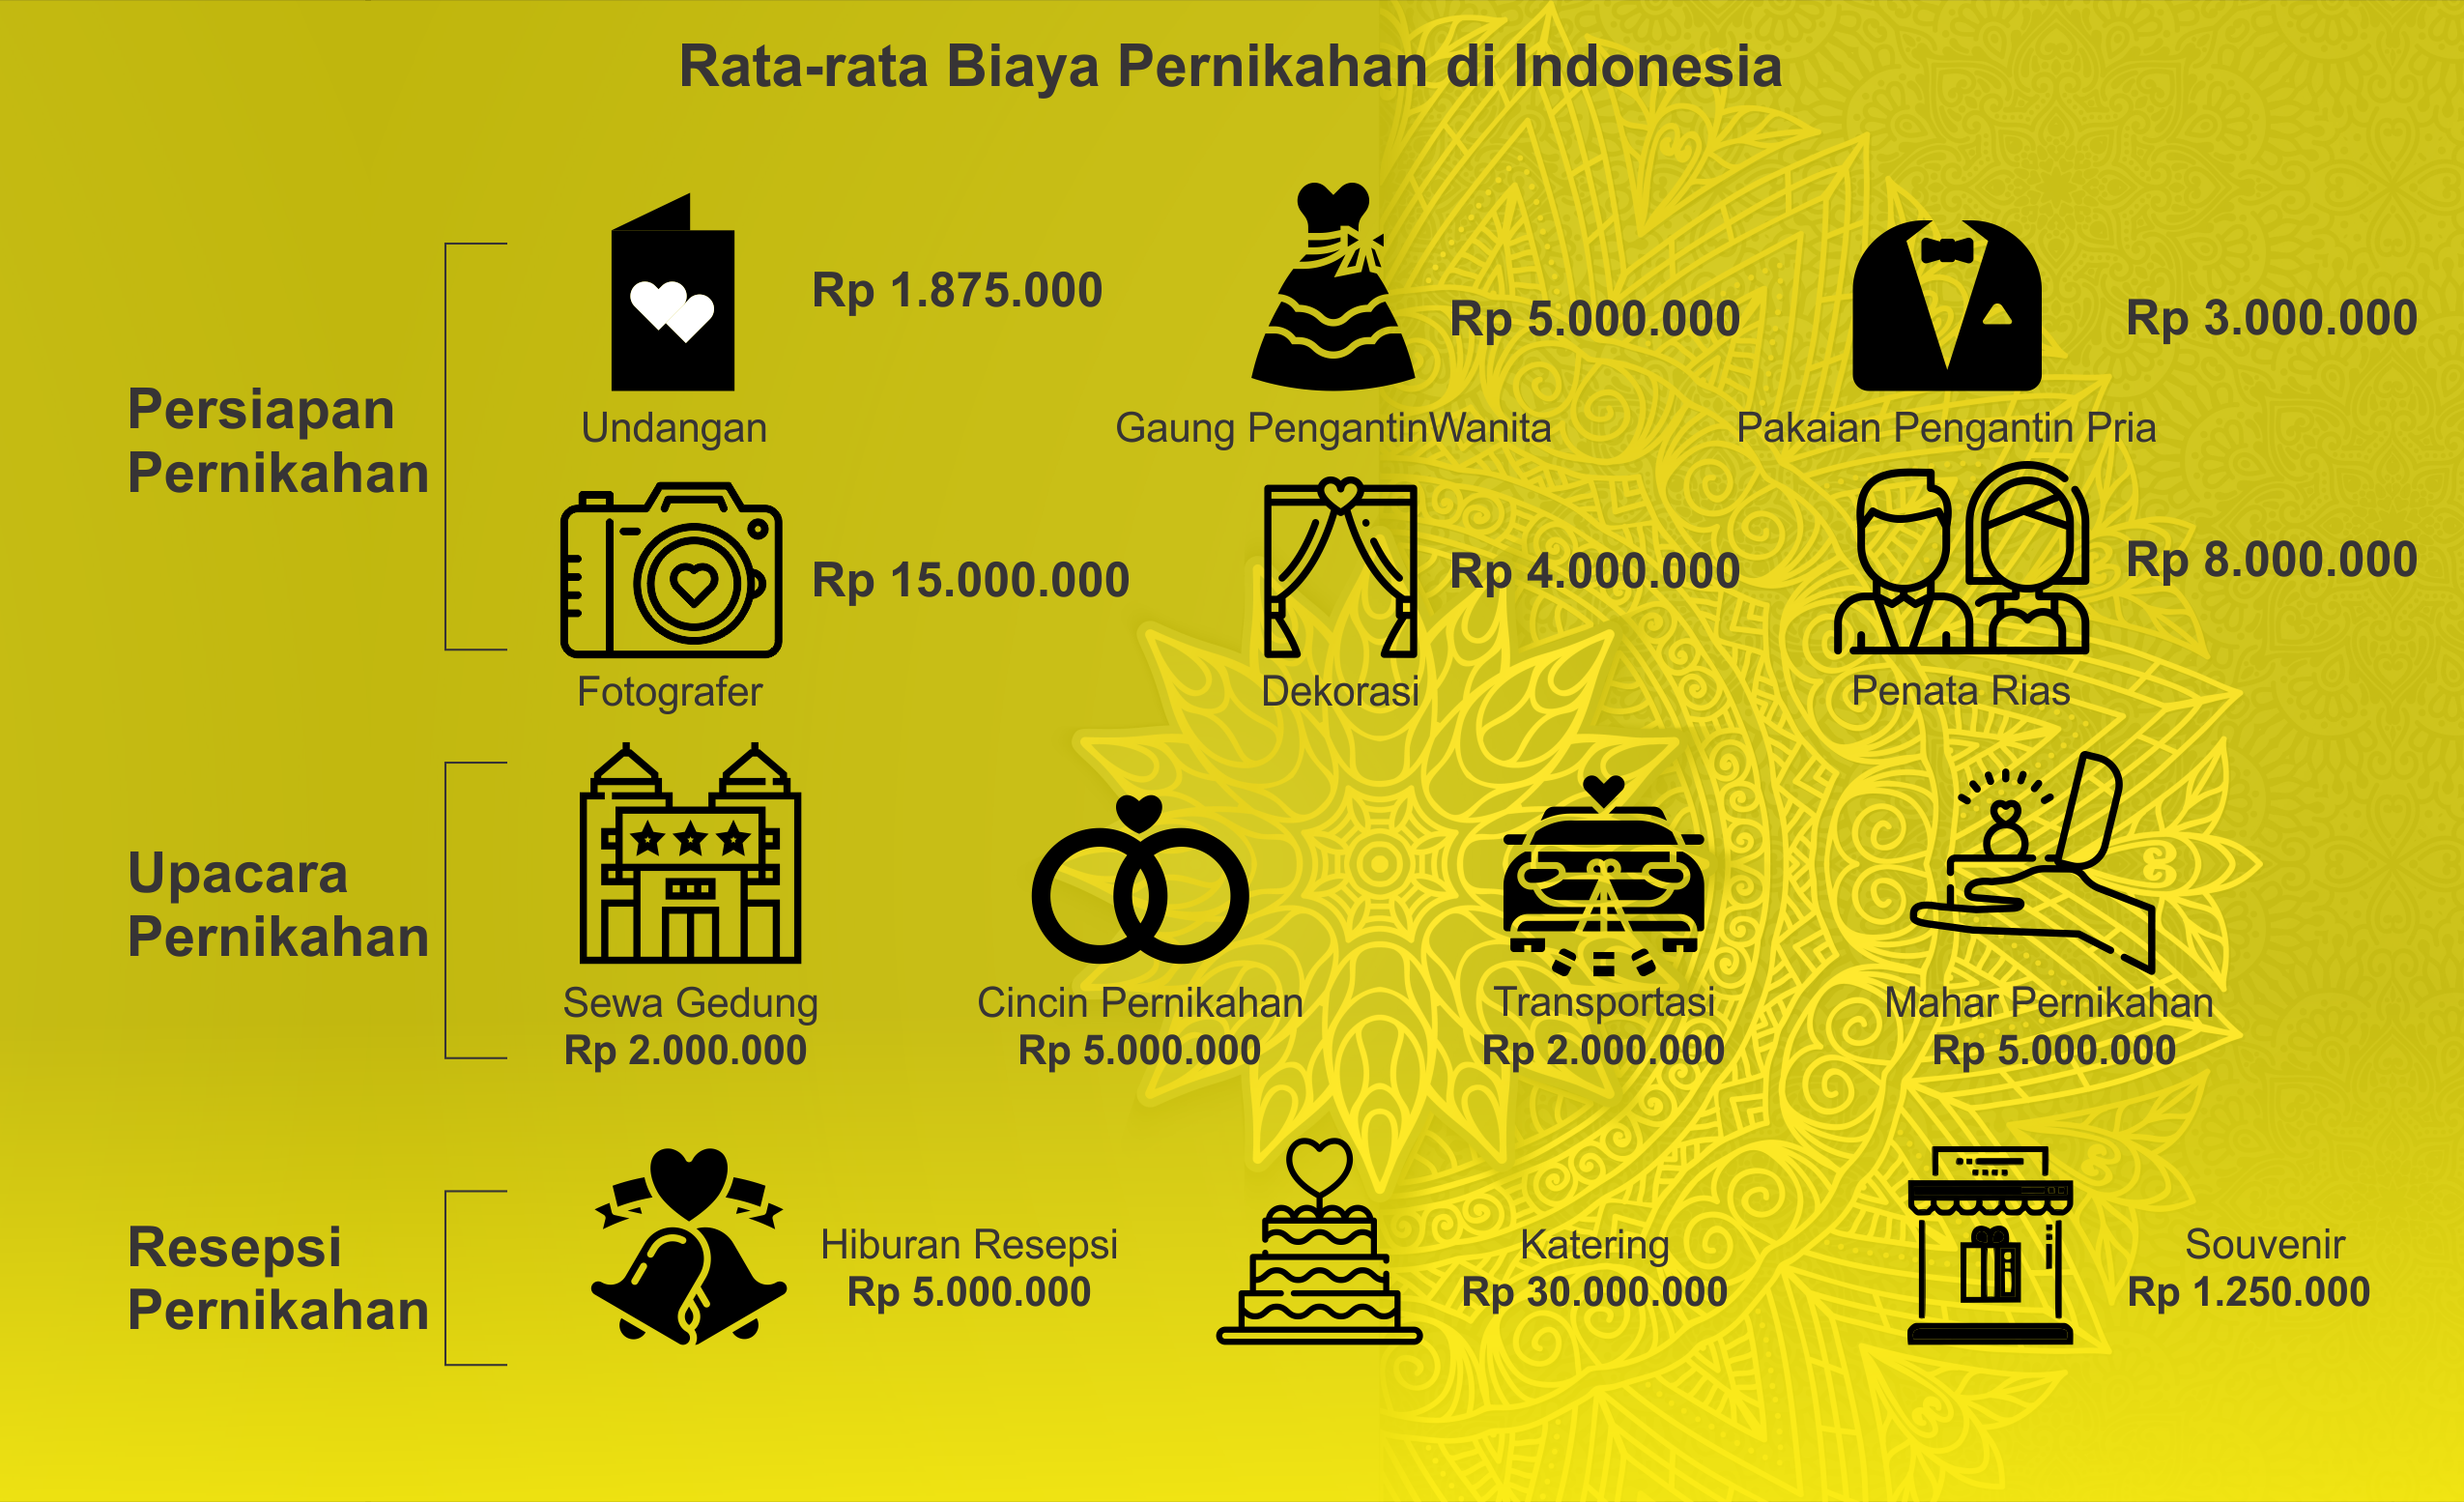 Rata-rata Biaya Pernikahan di Indonesia
Persiapan
Pernikahan
Rp 1.875.000
Undangan
Rp 5.000.000
Gaung PengantinWanita
Rp 3.000.000
Pakaian Pengantin Pria
Rp 15.000.000
Fotografer
Rp 4.000.000
Dekorasi
Rp 8.000.000
Penata Rias
Upacara
Pernikahan
Sewa Gedung
Rp 2.000.000
Cincin Pernikahan
Rp 5.000.000
Transportasi
Rp 2.000.000
Mahar Pernikahan
Rp 5.000.000
Resepsi
Pernikahan
Hiburan Resepsi
Rp 5.000.000
Katering
Rp 30.000.000
Souvenir
Rp 1.250.000